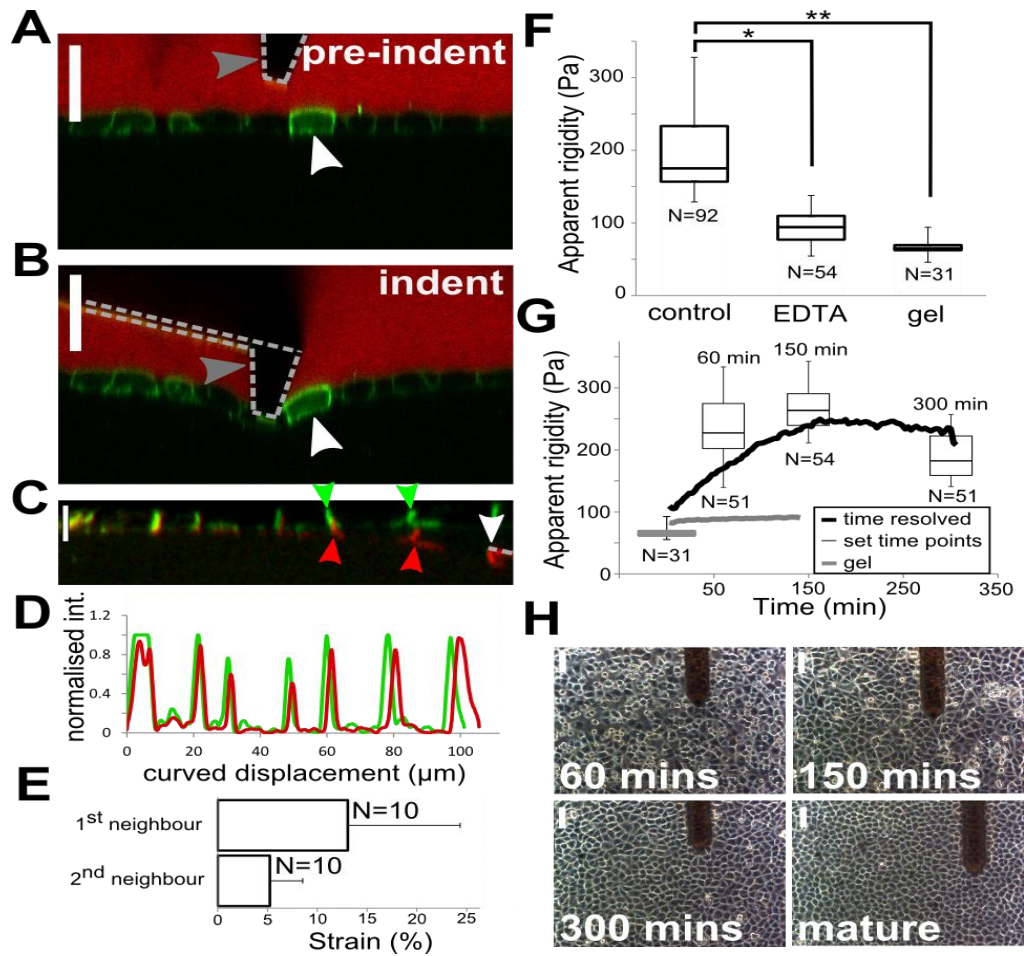 A
pre-indent
B
indent
C
D
normalised int.
1.2
0.8
0.4
0
0 20 40 60 80 100
curved displacement (µm)
E
1st neighbour
N=10
2nd neighbour
N=10
0 5 10 15 20 25
Strain (%)
F
Apparent rigidity (Pa)
300
200
100
0
**
*
N=92
N=54
N=31
control EDTA gel
G
Apparent rigidity (Pa)
300
200
100
0
60 min
150 min
300 min
N=31
N=51
N=54
N=51
time resolved
set time points
gel
50 150 250 350
Time (min)
H
60 mins
150 mins
300 mins
mature